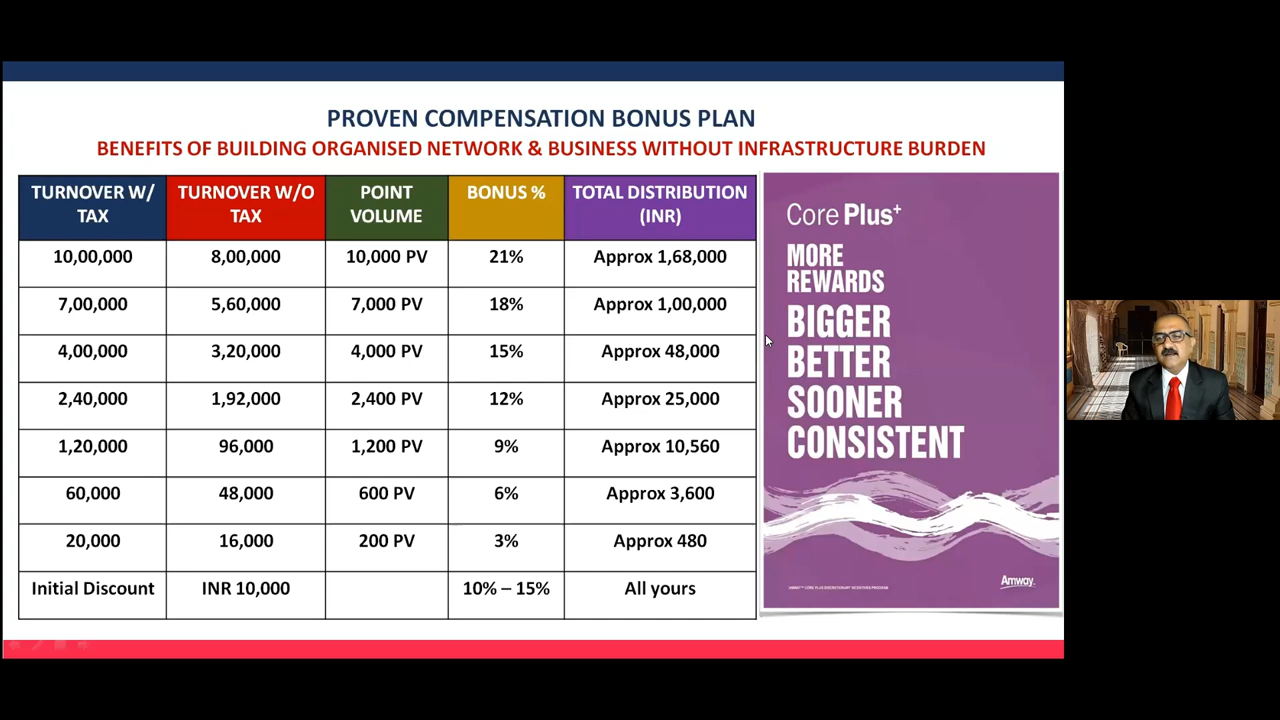 PROVEN COMPENSATION BONUS PLAN
BENEFITS OF BUILDING ORGANISED NETWORK & BUSINESS WITHOUT INFRASTRUCTURE BURDEN
TURNOVER W/ TAX TURNOVER W/O TAX POINT VOLUME BONUS % TOTAL DISTRIBUTION (INR)
10,00,000 8,00,000 10,000 PV 21% Approx 1,68,000
7,00,000 5,60,000 7,000 PV 18% Approx 1,00,000
4,00,000 3,20,000 4,000 PV 15% Approx 48,000
2,40,000 1,92,000 2,400 PV 12% Approx 25,000
1,20,000 96,000 1,200 PV 9% Approx 10,560
60,000 48,000 600 PV 6% Approx 3,600
20,000 16,000 200 PV 3% Approx 480
Initial Discount INR 10,000 10% – 15% All yours
Core Plus+
MORE
REWARDS
BIGGER
BETTER
SOONER
CONSISTENT
AMWAY™ CORE PLUS DISCRETIONARY INCENTIVES PROGRAM
Amway